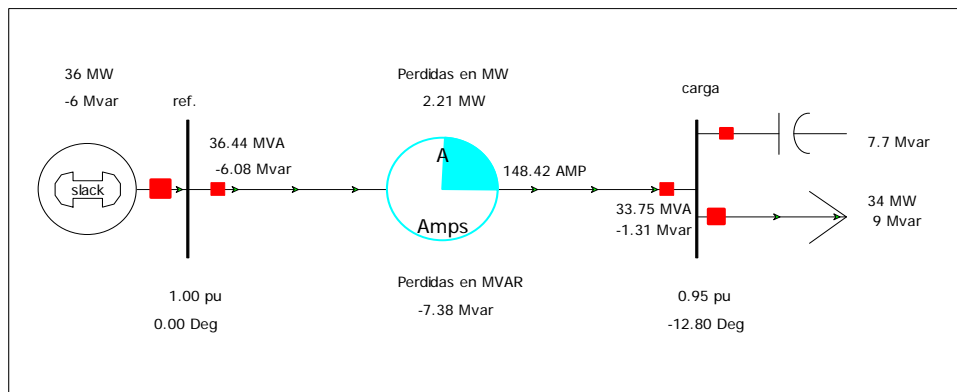 36 MW
-6 Mvar
slack
ref.
36.44 MVA
-6.08 Mvar
1.00 pu
0.00 Deg
Perdidas en MW
2.21 MW
A
Amps
148.42 AMP
Perdidas en MVAR
-7.38 Mvar
carga
33.75 MVA
-1.31 Mvar
7.7 Mvar
34 MW
9 Mvar
0.95 pu
-12.80 Deg